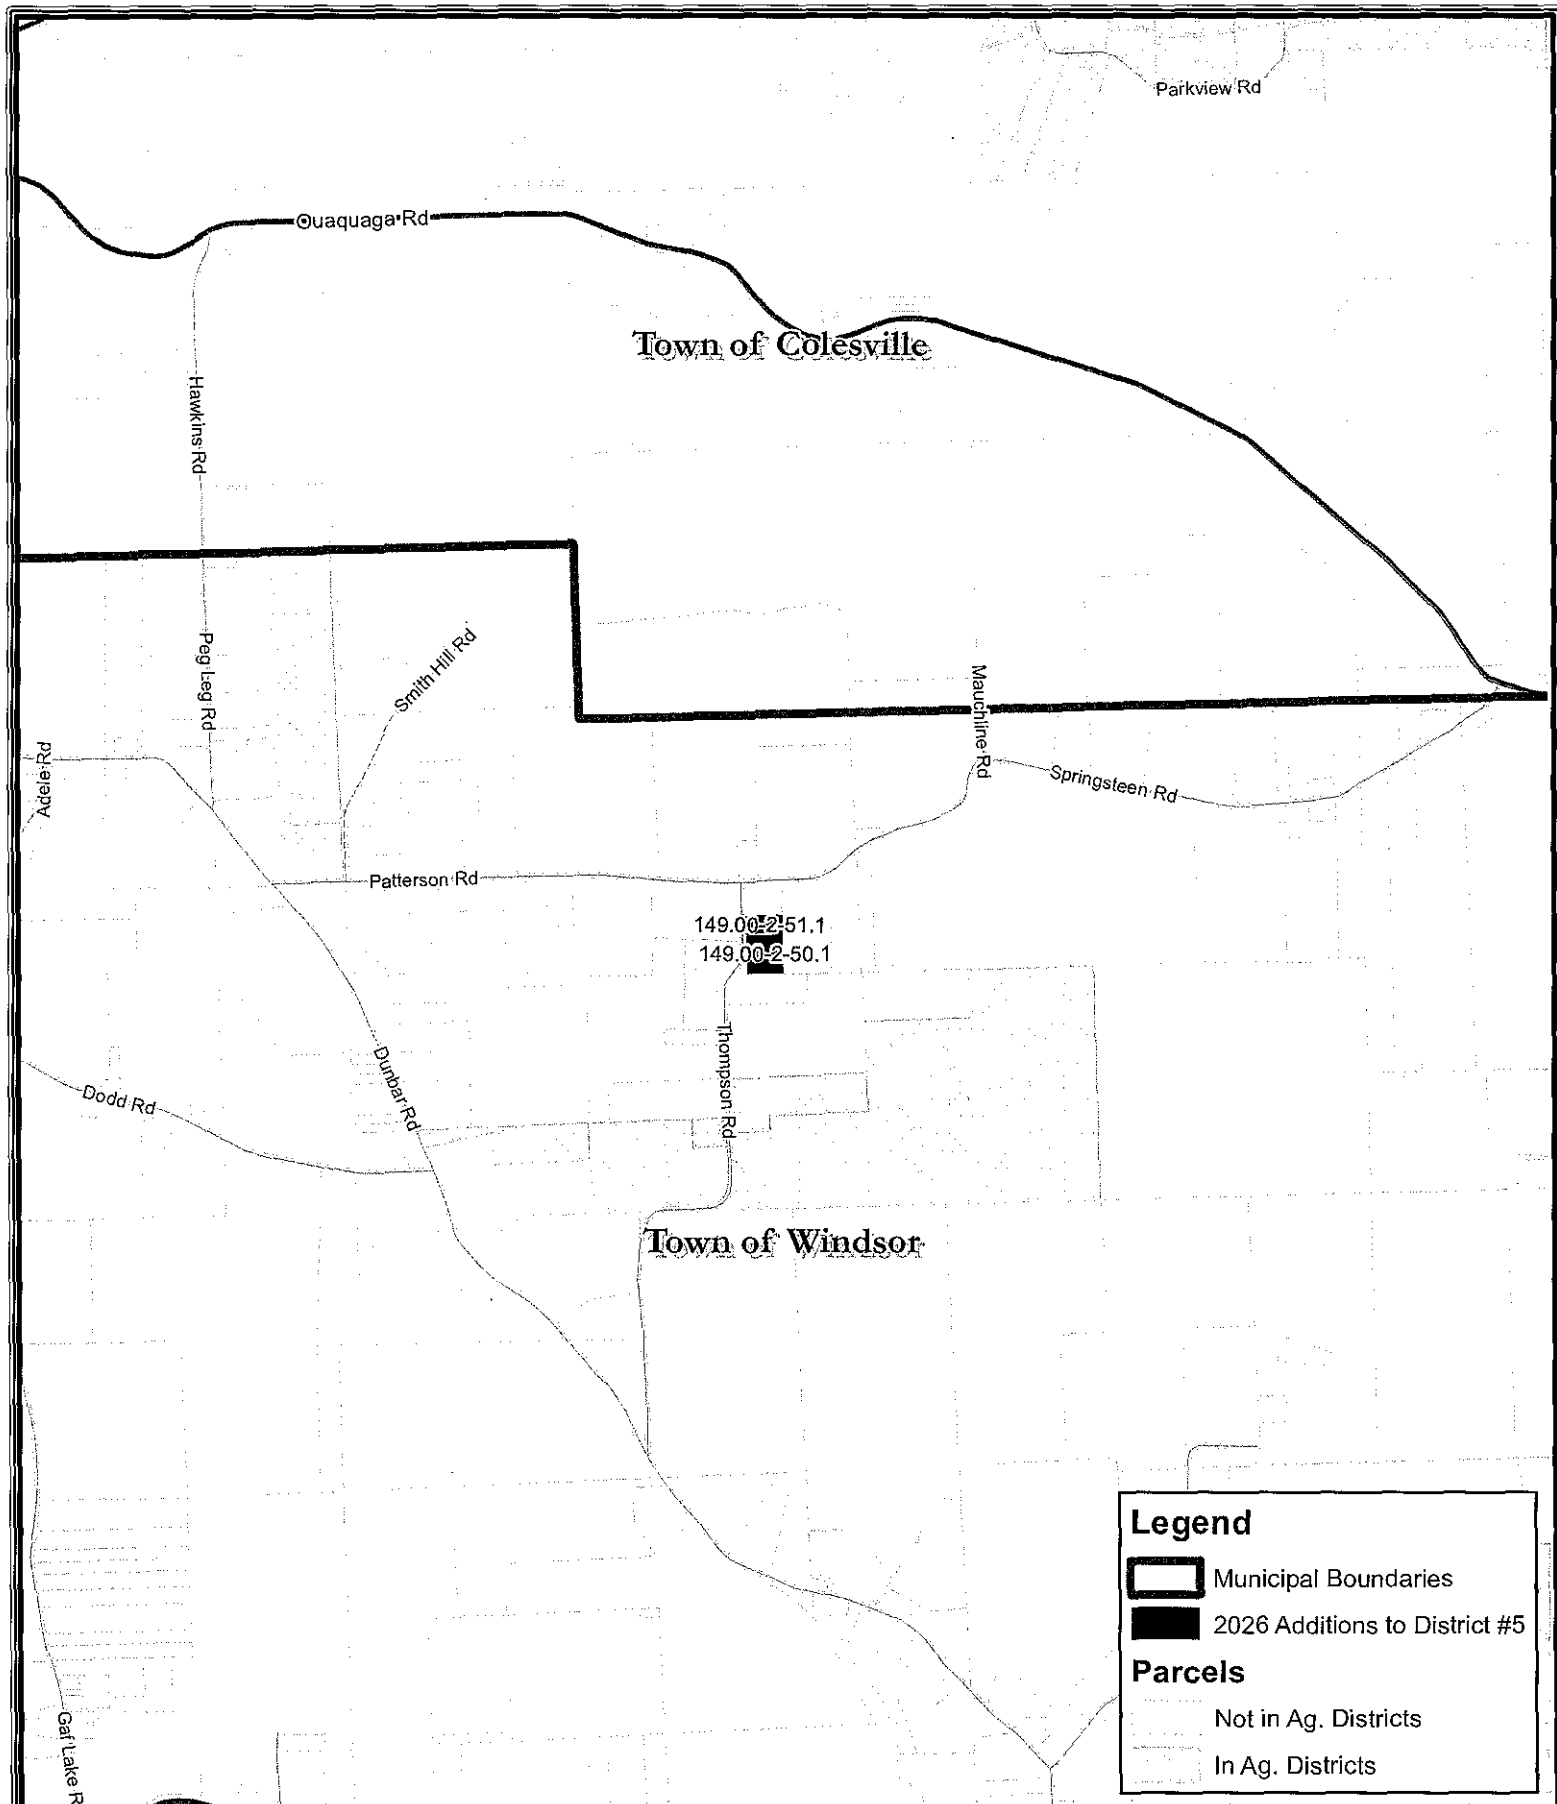 Parkview Rd
Ouaquaga Rd
Town of Colesville
Hawkins Rd
Peg Leg Rd
Smith Hill Rd
Mauchline Rd
Adele Rd
Springsteen Rd
Patterson Rd
149.00-2-51.1
149.00-2-50.1
Thompson Rd
Dunbar Rd
Dodd Rd
Town of Windsor
Gaf Lake R
Legend
Municipal Boundaries
2026 Additions to District #5
Parcels
Not in Ag. Districts
In Ag. Districts